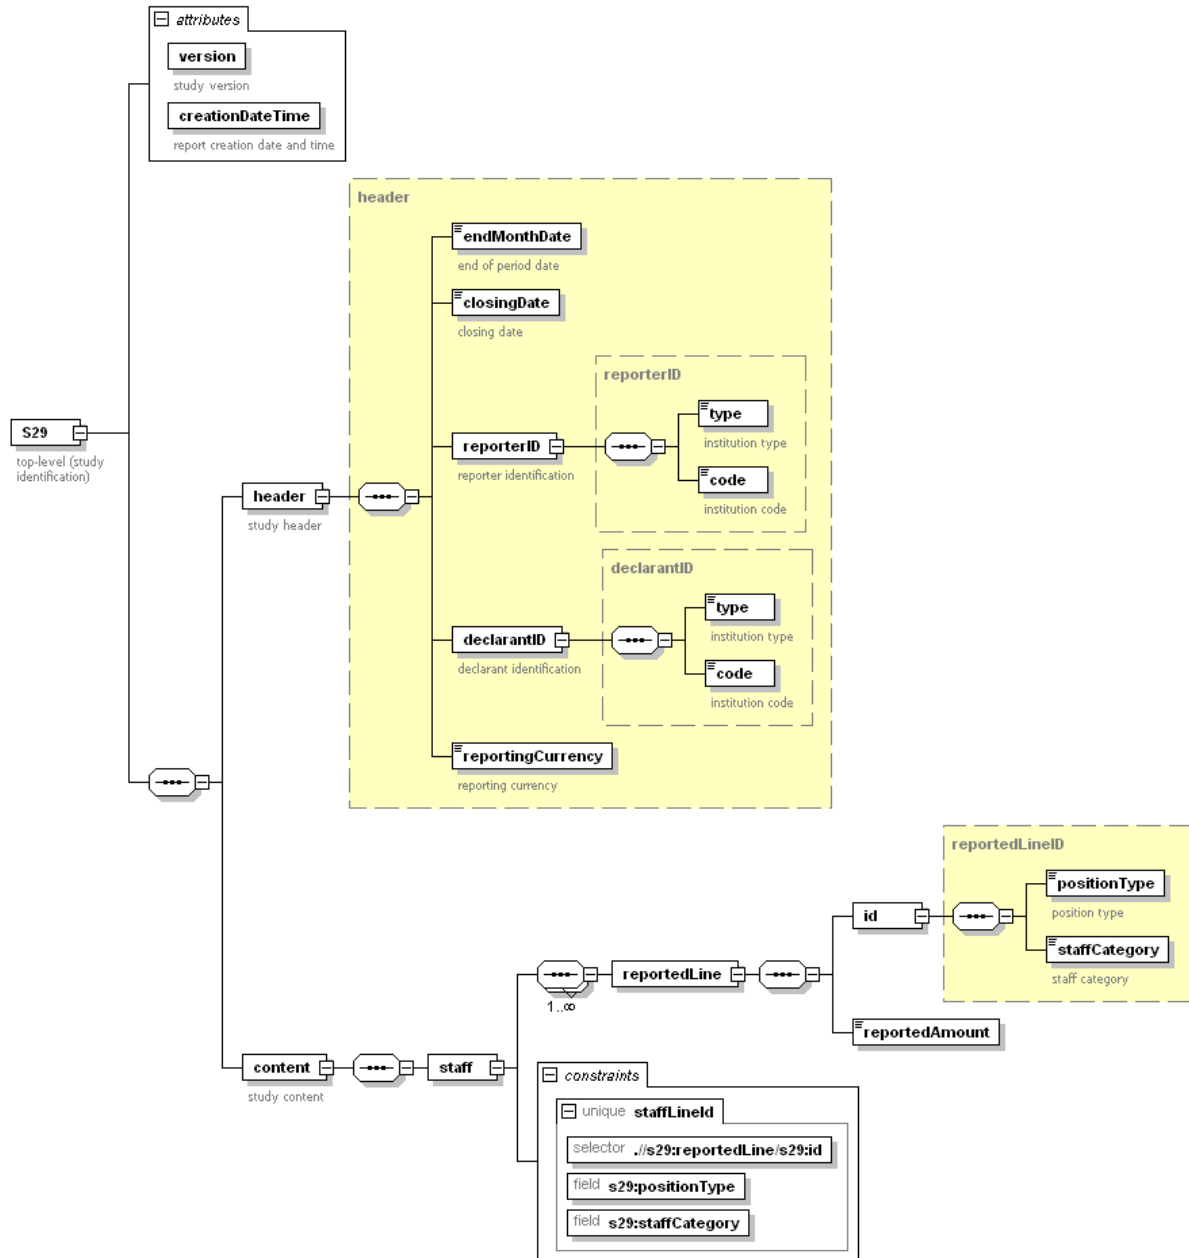 attributes
version
study version
creationDateTime
report creation date and time
header
endMonthDate
end of period date
closingDate
closing date
reporterID
type
institution type
reporterID
reporter identification
code
institution code
S29
top-level (study
identification)
header
study header
declarantID
type
institution type
declarantID
declarant identification
code
institution code
reportingCurrency
reporting currency
reportedLineID
positionType
position type
id
staffCategory
staff category
reportedLine
1..∞
reportedAmount
content
study content
staff
constraints
unique staffLineId
selector .//s29:reportedLine/s29:id
field s29:positionType
field s29:staffCategory